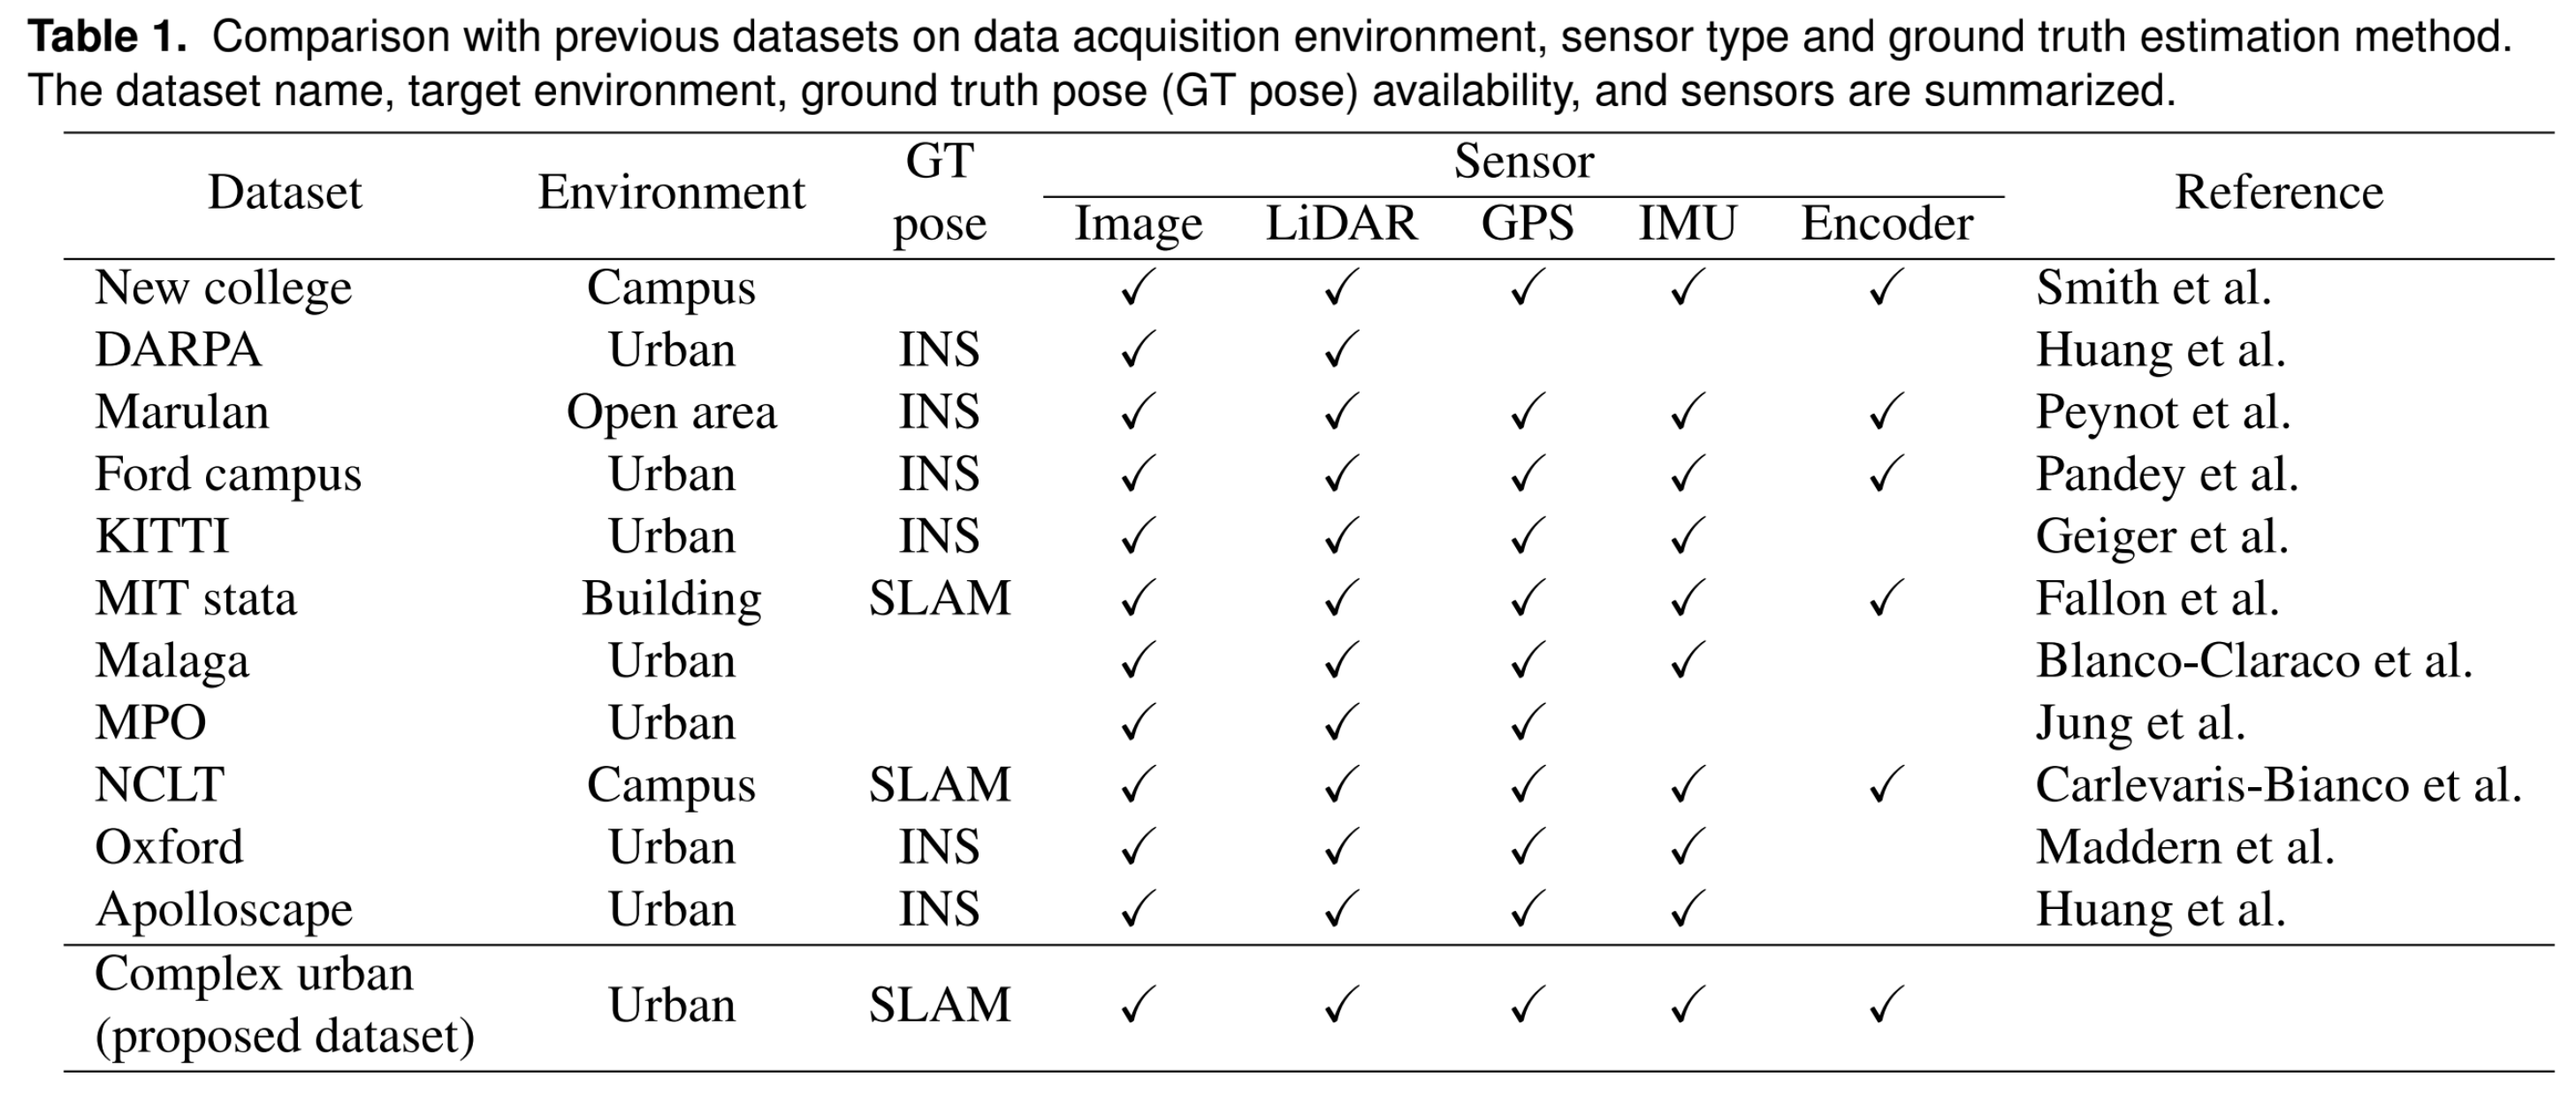 Table 1. Comparison with previous datasets on data acquisition environment, sensor type and ground truth estimation method.
The dataset name, target environment, ground truth pose (GT pose) availability, and sensors are summarized.
Dataset Environment GT pose Sensor Reference
Image LiDAR GPS IMU Encoder
New college Campus ✓ ✓ ✓ ✓ ✓ Smith et al.
DARPA Urban INS ✓ ✓ Huang et al.
Marulan Open area INS ✓ ✓ ✓ ✓ ✓ Peynot et al.
Ford campus Urban INS ✓ ✓ ✓ ✓ ✓ Pandey et al.
KITTI Urban INS ✓ ✓ ✓ ✓ Geiger et al.
MIT stata Building SLAM ✓ ✓ ✓ ✓ ✓ Fallon et al.
Malaga Urban ✓ ✓ ✓ ✓ Blanco-Claraco et al.
MPO Urban ✓ ✓ ✓ Jung et al.
NCLT Campus SLAM ✓ ✓ ✓ ✓ ✓ Carlevaris-Bianco et al.
Oxford Urban INS ✓ ✓ ✓ ✓ Maddern et al.
Apolloscape Urban INS ✓ ✓ ✓ ✓ Huang et al.
Complex urban
(proposed dataset) Urban SLAM ✓ ✓ ✓ ✓ ✓